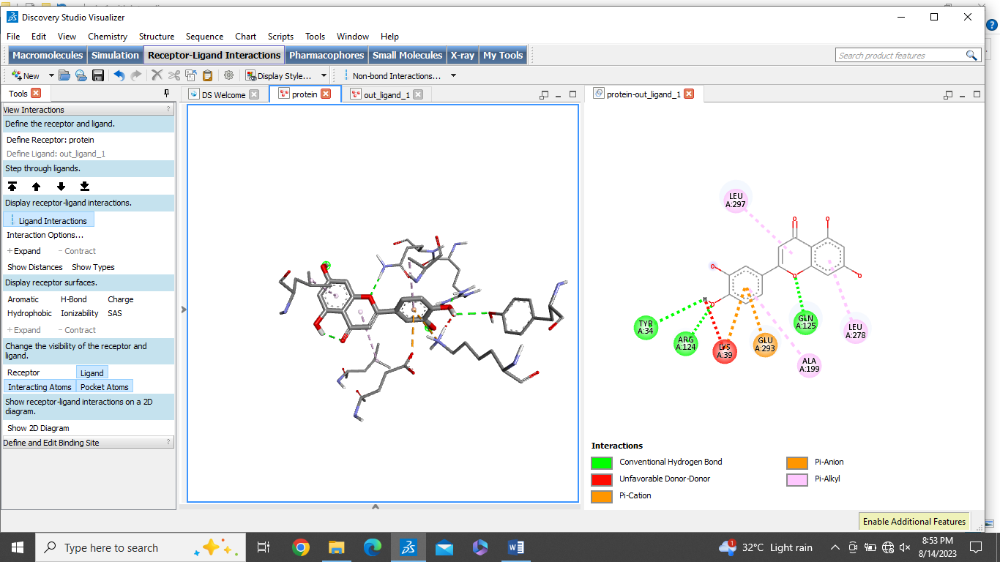 Discovery Studio Visualizer
File Edit View Chemistry Structure Sequence Chart Scripts Tools Window Help
Macromolecules Simulation Receptor-Ligand Interactions Pharmacophores Small Molecules X-ray My Tools
Search product features
New Display Style... Non-bond Interactions...
Tools
DS Welcome protein out_ligand_1
protein-out_ligand_1
View Interactions ?
Define the receptor and ligand.
Define Receptor: protein
Define Ligand: out_ligand_1
Step through ligands.
Display receptor-ligand interactions.
Ligand Interactions
Interaction Options...
+ Expand − Contract
Show Distances Show Types
Display receptor surfaces.
Aromatic H-Bond Charge
Hydrophobic Ionizability SAS
+ Expand − Contract
Change the visibility of the receptor and
ligand.
Receptor Ligand
Interacting Atoms Pocket Atoms
Show receptor-ligand interactions on a 2D
diagram.
Show 2D Diagram
Define and Edit Binding Site ?
LEU
A:297
O O
O
H
O
O O
TYR
A:34
ARG
A:124
LYS
A:39
GLU
A:293
GLN
A:125
LEU
A:278
ALA
A:199
Interactions
Conventional Hydrogen Bond
Unfavorable Donor-Donor
Pi-Cation
Pi-Anion
Pi-Alkyl
Enable Additional Features
Type here to search
1
32°C Light rain
8:53 PM
8/14/2023